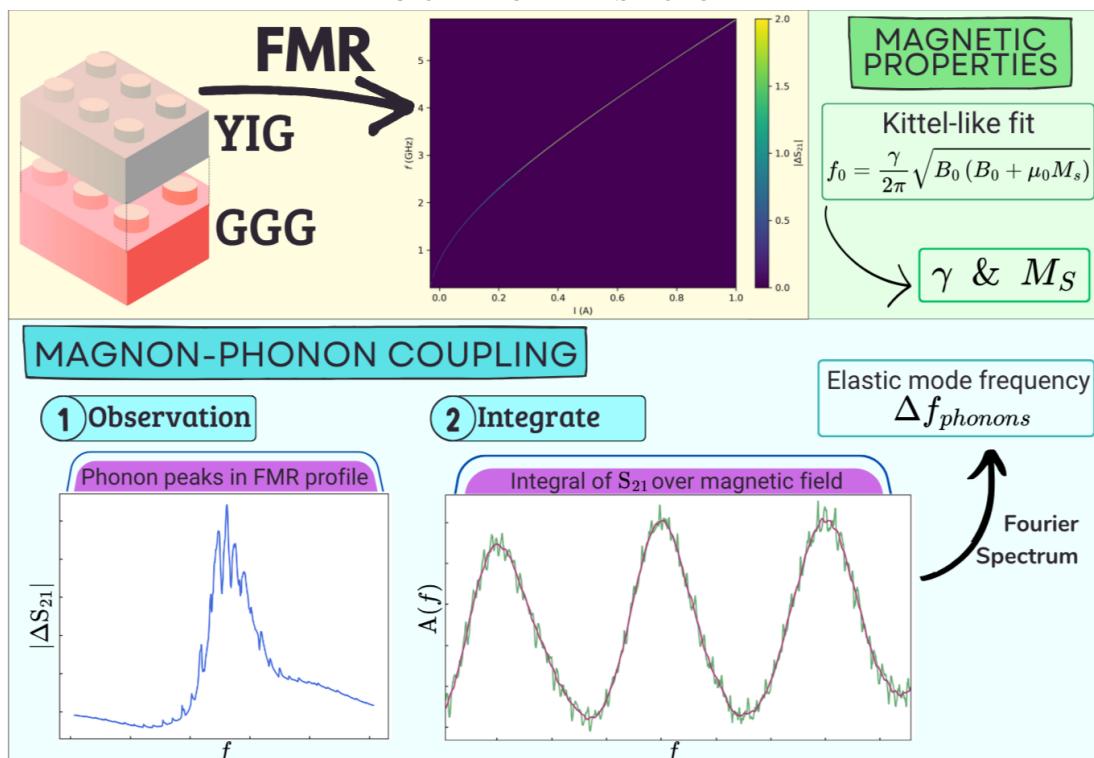 FMR
YIG
GGG
f (GHz)
5
4
3
2
1
0.0 0.2 0.4 0.6 0.8 1.0
I (A)
2.0
1.5
1.0
0.5
0.0
|ΔS₂₁|
MAGNETIC
PROPERTIES
Kittel-like fit
f₀ = γ/2π √(B₀ (B₀ + μ₀Mₛ))
γ & M_S
MAGNON-PHONON COUPLING
1 Observation
Phonon peaks in FMR profile
|ΔS₂₁|
f
2 Integrate
Integral of S₂₁ over magnetic field
A(f)
f
Elastic mode frequency
Δf_phonons
Fourier
Spectrum